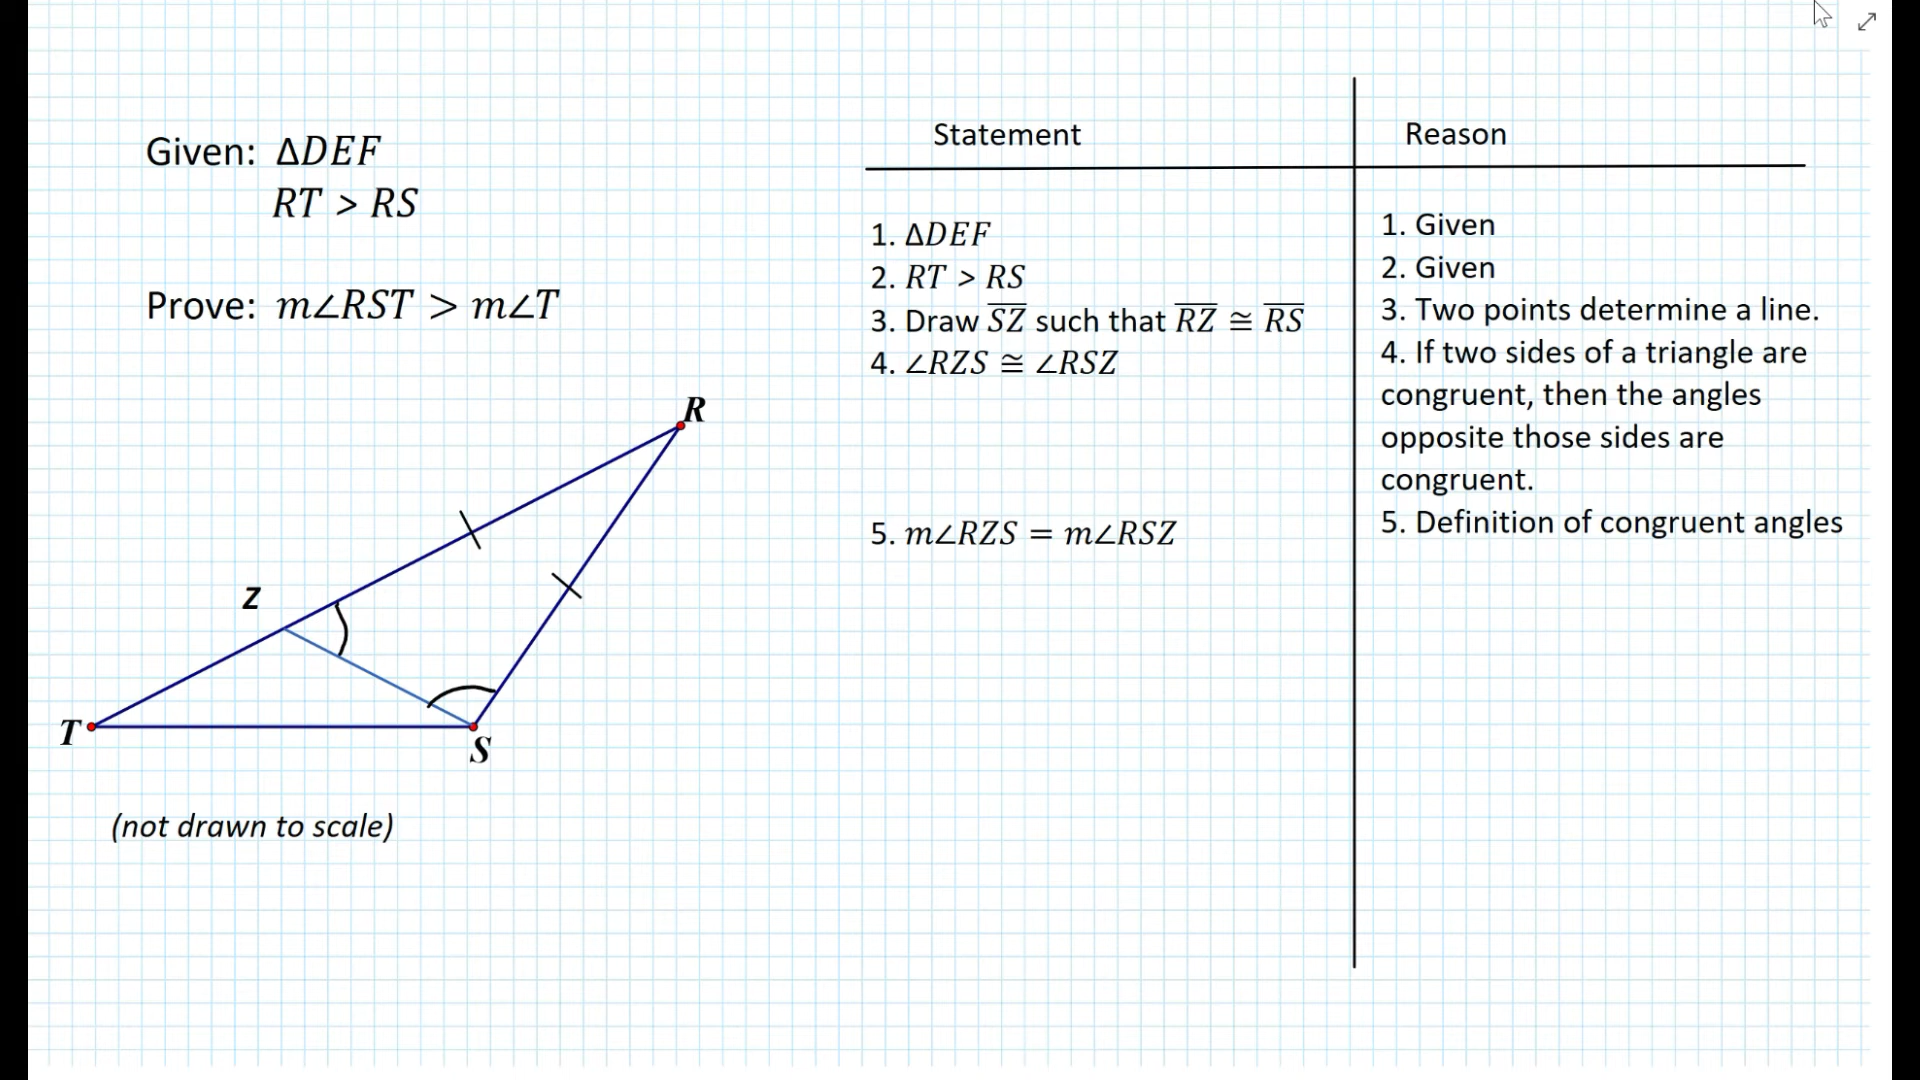 Given: ΔDEF
RT > RS
Prove: m∠RST > m∠T
R
Z
T
S
(not drawn to scale)
Statement
1. ΔDEF
2. RT > RS
3. Draw S̅Z̅ such that R̅Z̅ ≅ R̅S̅
4. ∠RZS ≅ ∠RSZ
5. m∠RZS = m∠RSZ
Reason
1. Given
2. Given
3. Two points determine a line.
4. If two sides of a triangle are
congruent, then the angles
opposite those sides are
congruent.
5. Definition of congruent angles